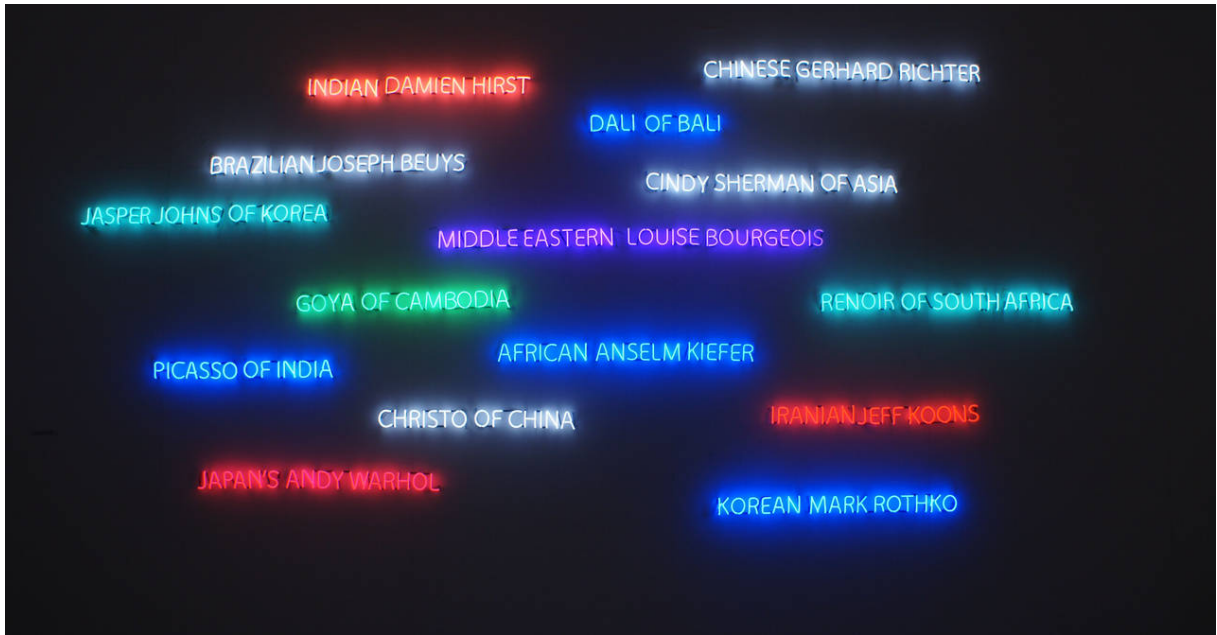 CHINESE GERHARD RICHTER
INDIAN DAMIEN HIRST
DALI OF BALI
BRAZILIAN JOSEPH BEUYS
CINDY SHERMAN OF ASIA
JASPER JOHNS OF KOREA
MIDDLE EASTERN LOUISE BOURGEOIS
GOYA OF CAMBODIA
RENOIR OF SOUTH AFRICA
AFRICAN ANSELM KIEFER
PICASSO OF INDIA
IRANIAN JEFF KOONS
CHRISTO OF CHINA
JAPAN'S ANDY WARHOL
KOREAN MARK ROTHKO